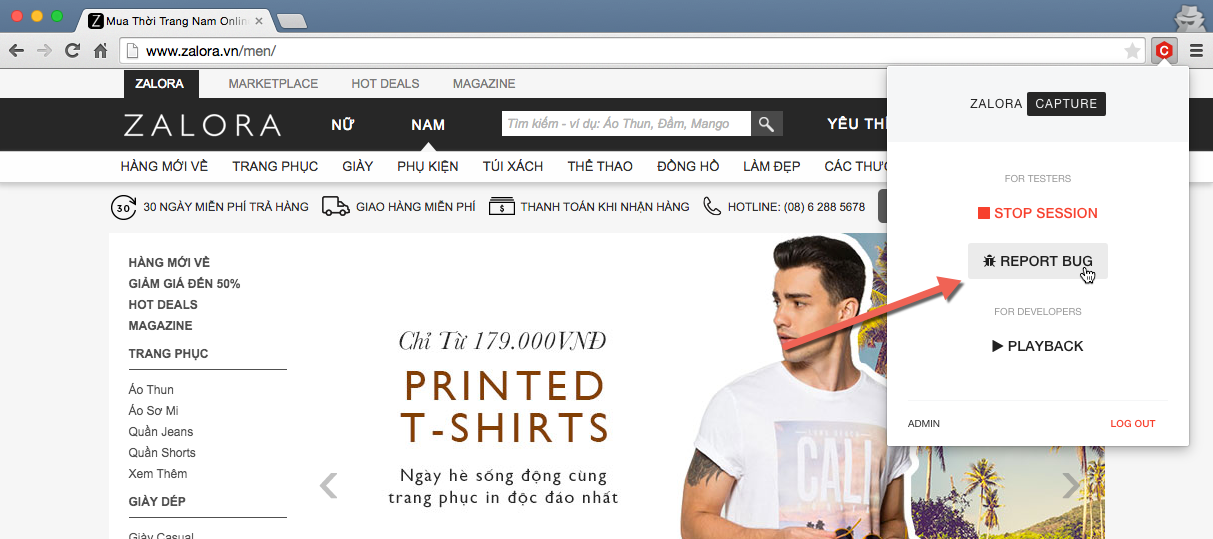 Mua Thời Trang Nam Onlin
www.zalora.vn/men/
C
ZALORA MARKETPLACE HOT DEALS MAGAZINE
ZALORA NỮ NAM Tìm kiếm - ví dụ: Áo Thun, Đầm, Mango YÊU THÍ
HÀNG MỚI VỀ TRANG PHỤC GIÀY PHỤ KIỆN TÚI XÁCH THỂ THAO ĐỒNG HỒ LÀM ĐẸP CÁC THƯƠ
30 30 NGÀY MIỄN PHÍ TRẢ HÀNG GIAO HÀNG MIỄN PHÍ $ THANH TOÁN KHI NHẬN HÀNG HOTLINE: (08) 6 288 5678
HÀNG MỚI VỀ
GIẢM GIÁ ĐẾN 50%
HOT DEALS
MAGAZINE
TRANG PHỤC
Áo Thun
Áo Sơ Mi
Quần Jeans
Quần Shorts
Xem Thêm
GIÀY DÉP
Giày Casual
Chỉ Từ 179.000VNĐ
PRINTED
T-SHIRTS
Ngày hè sống động cùng
trang phục in độc đáo nhất
CALI
ZALORA CAPTURE
FOR TESTERS
STOP SESSION
REPORT BUG
FOR DEVELOPERS
PLAYBACK
ADMIN LOG OUT